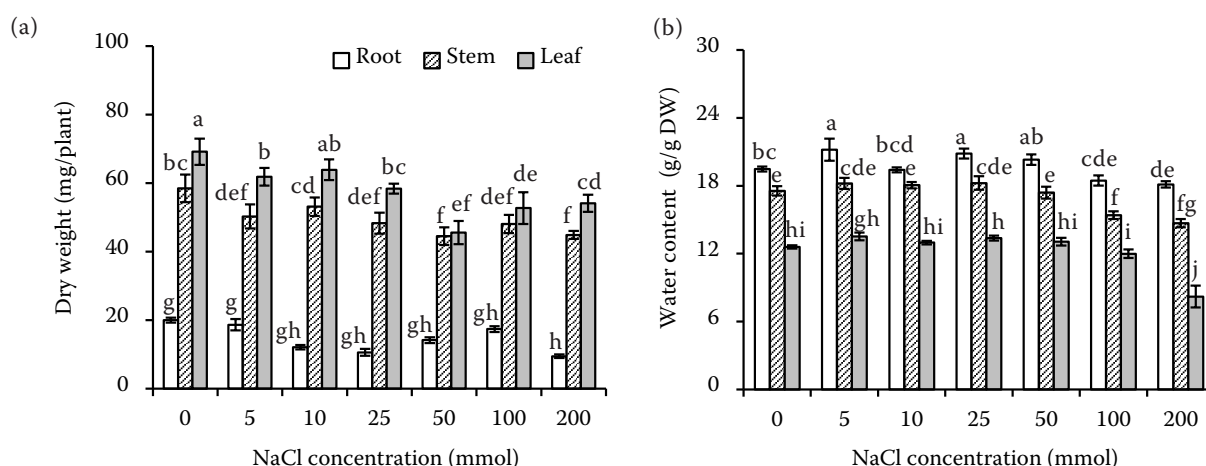 (a)
100
80
60
40
20
0
Dry weight (mg/plant)
Root Stem Leaf
g bc a
g def b
gh cd ab
gh def bc
gh f ef
gh def de
h f cd
0 5 10 25 50 100 200
NaCl concentration (mmol)
(b)
30
24
18
12
6
0
Water content (g/g DW)
bc e hi
a cde gh
bcd e hi
a cde h
ab e hi
cde f i
de fg j
0 5 10 25 50 100 200
NaCl concentration (mmol)